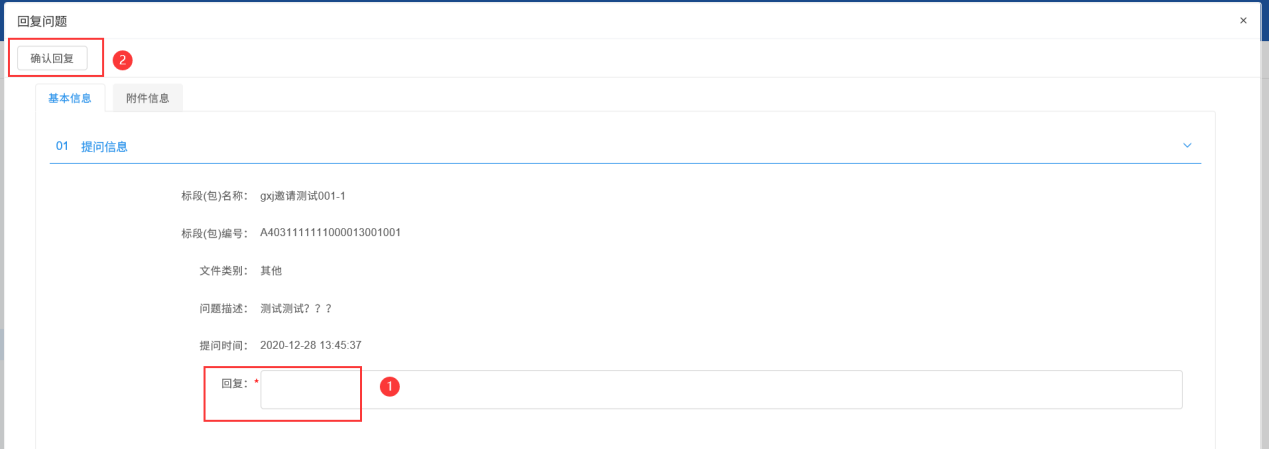 回复问题 ×
确认回复 2
基本信息 附件信息
01 提问信息
标段(包)名称: gxj邀请测试001-1
标段(包)编号: A4031111111000013001001
文件类别: 其他
问题描述: 测试测试？？？
提问时间: 2020-12-28 13:45:37
回复: * 1